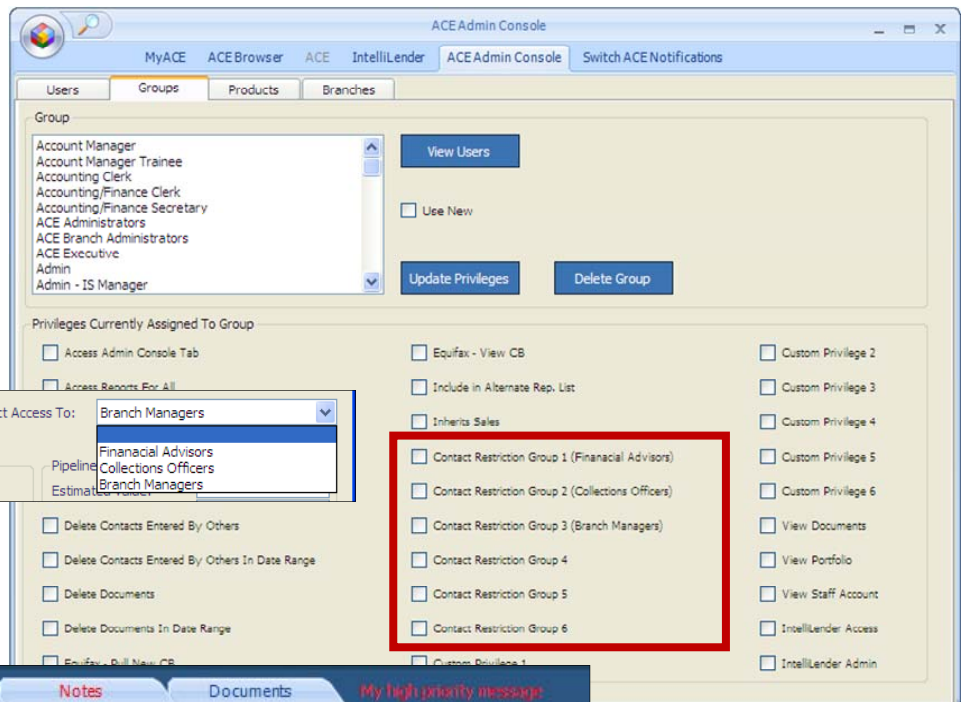 ACE Admin Console
MyACE ACE Browser ACE IntelliLender ACE Admin Console Switch ACE Notifications
Users Groups Products Branches
Group
Account Manager
Account Manager Trainee
Accounting Clerk
Accounting/Finance Clerk
Accounting/Finance Secretary
ACE Administrators
ACE Branch Administrators
ACE Executive
Admin
Admin - IS Manager
View Users
Use New
Update Privileges Delete Group
Privileges Currently Assigned To Group
Access Admin Console Tab Equifax - View CB Custom Privilege 2
Access Reports For All Include in Alternate Rep. List Custom Privilege 3
Inherits Sales Custom Privilege 4
ct Access To: Branch Managers
Finanacial Advisors
Collections Officers
Branch Managers
Pipeline
Estimated Value:
Contact Restriction Group 1 (Finanacial Advisors) Custom Privilege 5
Contact Restriction Group 2 (Collections Officers) Custom Privilege 6
Delete Contacts Entered By Others Contact Restriction Group 3 (Branch Managers) View Documents
Delete Contacts Entered By Others In Date Range Contact Restriction Group 4 View Portfolio
Delete Documents Contact Restriction Group 5 View Staff Account
Delete Documents In Date Range Contact Restriction Group 6 IntelliLender Access
Equifax - Pull New CB Custom Privilege 1 IntelliLender Admin
Notes Documents My high priority message